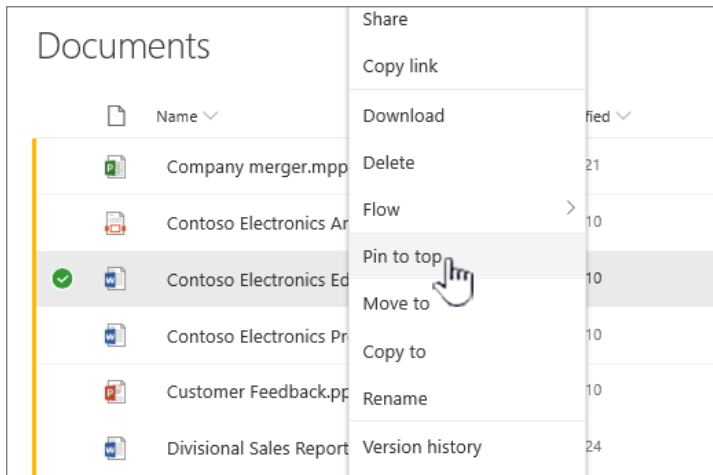 Documents
Share
Copy link
Download
Delete
Flow
Pin to top
Move to
Copy to
Rename
Version history
Name
fied
Company merger.mpp
21
Contoso Electronics Ar
10
Contoso Electronics Ed
10
Contoso Electronics Pr
10
Customer Feedback.pp
10
Divisional Sales Report
24